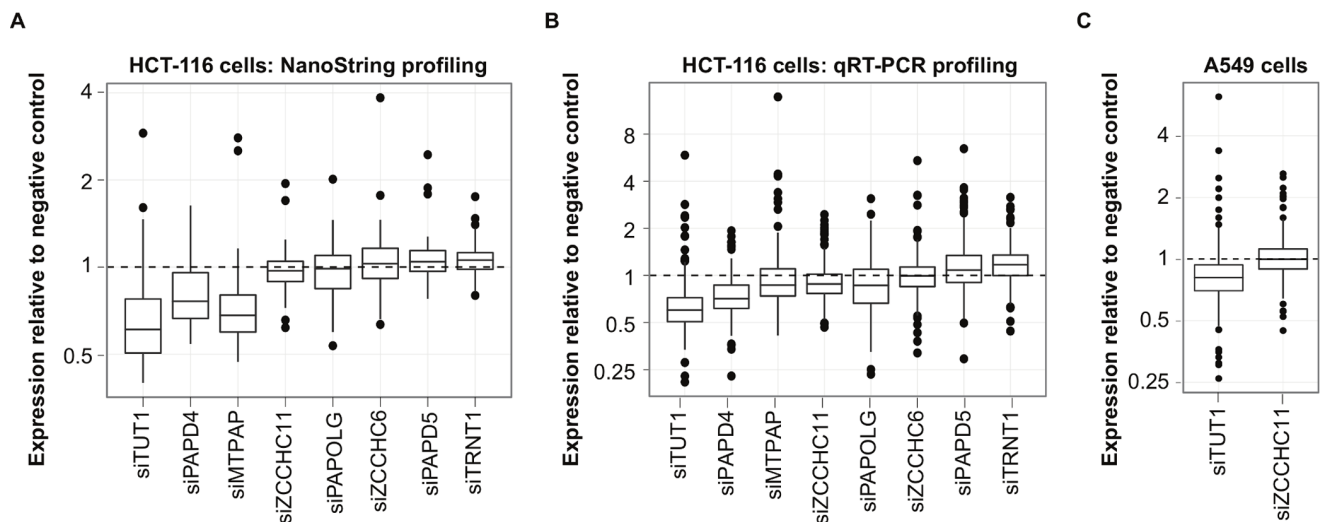 A
B
C
HCT-116 cells: NanoString profiling
Expression relative to negative control
4
2
1
0.5
siTUT1
siPAPD4
siMTPAP
siZCCHC11
siPAPOLG
siZCCHC6
siPAPD5
siTRNT1
HCT-116 cells: qRT-PCR profiling
Expression relative to negative control
8
4
2
1
0.5
0.25
siTUT1
siPAPD4
siMTPAP
siZCCHC11
siPAPOLG
siZCCHC6
siPAPD5
siTRNT1
A549 cells
Expression relative to negative control
4
2
1
0.5
0.25
siTUT1
siZCCHC11